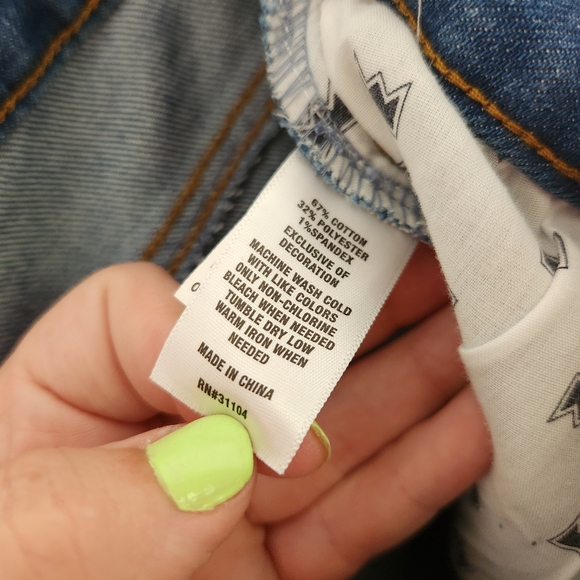 67% COTTON
32% POLYESTER
1%SPANDEX
EXCLUSIVE OF
DECORATION
MACHINE WASH COLD
WITH LIKE COLORS
ONLY NON-CHLORINE
BLEACH WHEN NEEDED
TUMBLE DRY LOW
WARM IRON WHEN
NEEDED
MADE IN CHINA
RN#31104